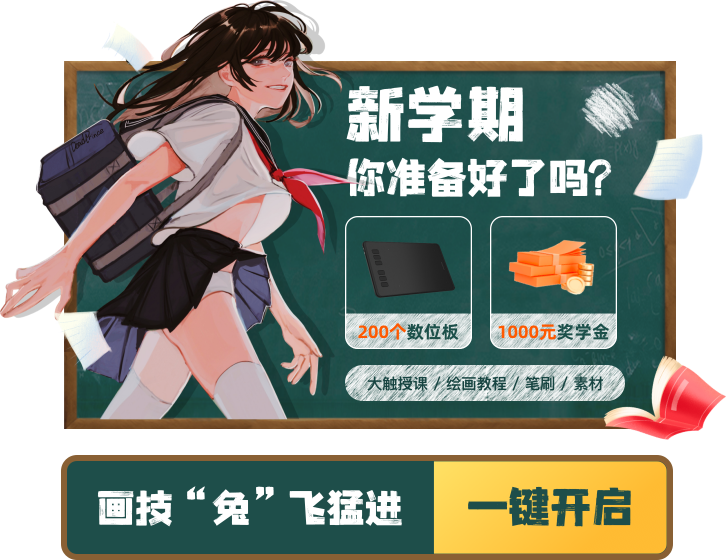 新学期
你准备好了吗?
200个数位板
1000元奖学金
大触授课 / 绘画教程 / 笔刷 / 素材
画技“兔”飞猛进
一键开启